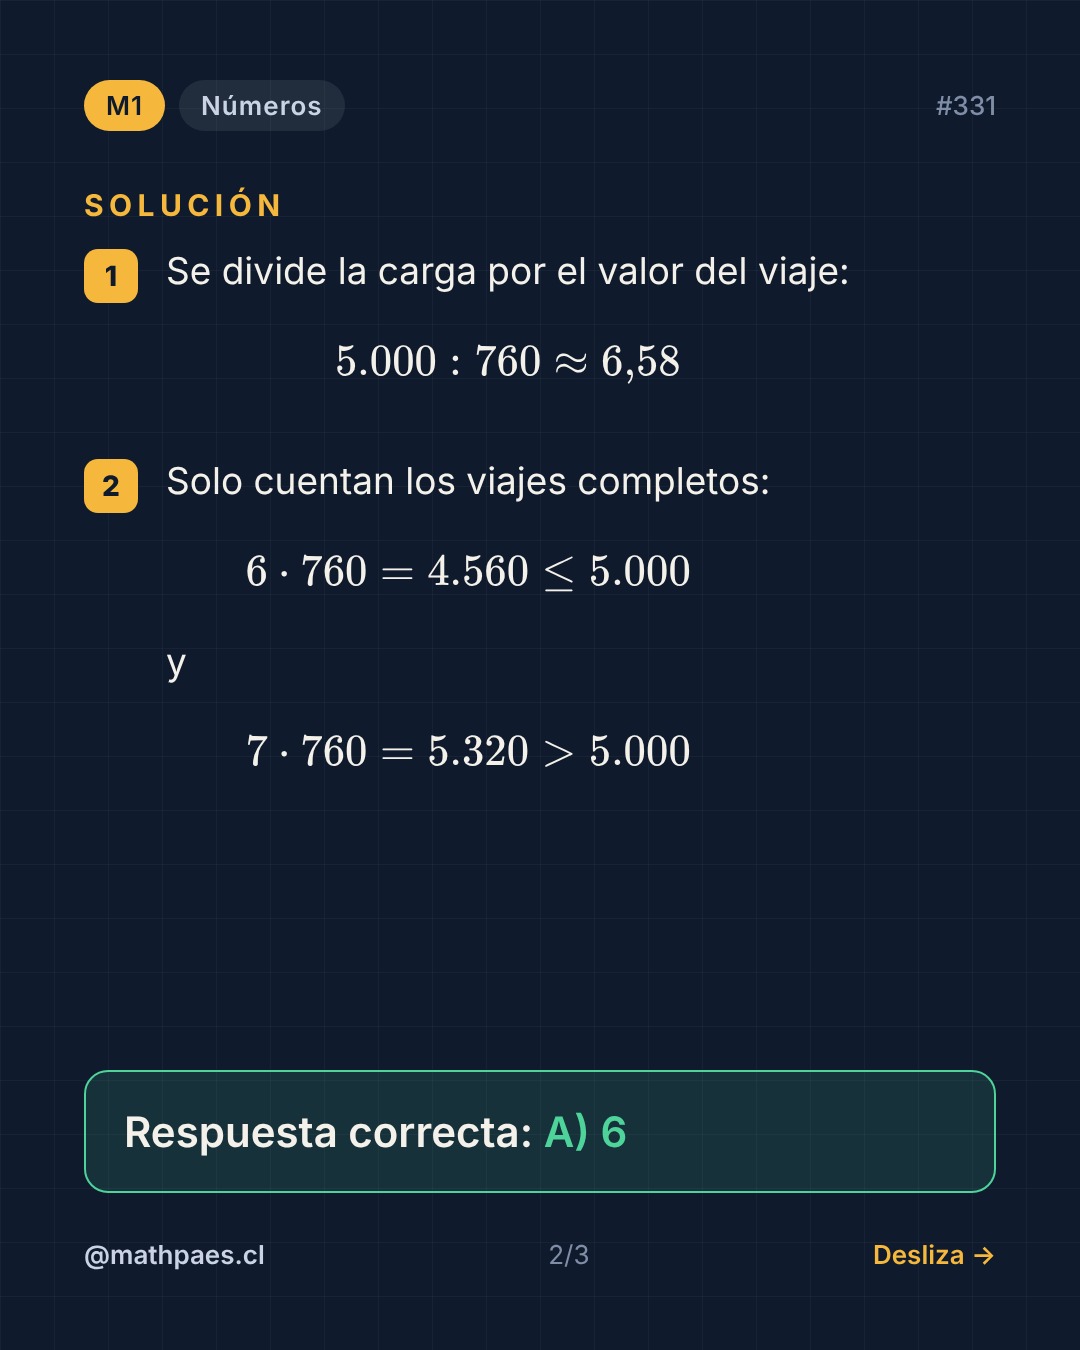 M1 Números #331
SOLUCIÓN
1 Se divide la carga por el valor del viaje:
5.000 : 760 ≈ 6,58
2 Solo cuentan los viajes completos:
6 · 760 = 4.560 ≤ 5.000
y
7 · 760 = 5.320 > 5.000
Respuesta correcta: A) 6
@mathpaes.cl 2/3 Desliza →